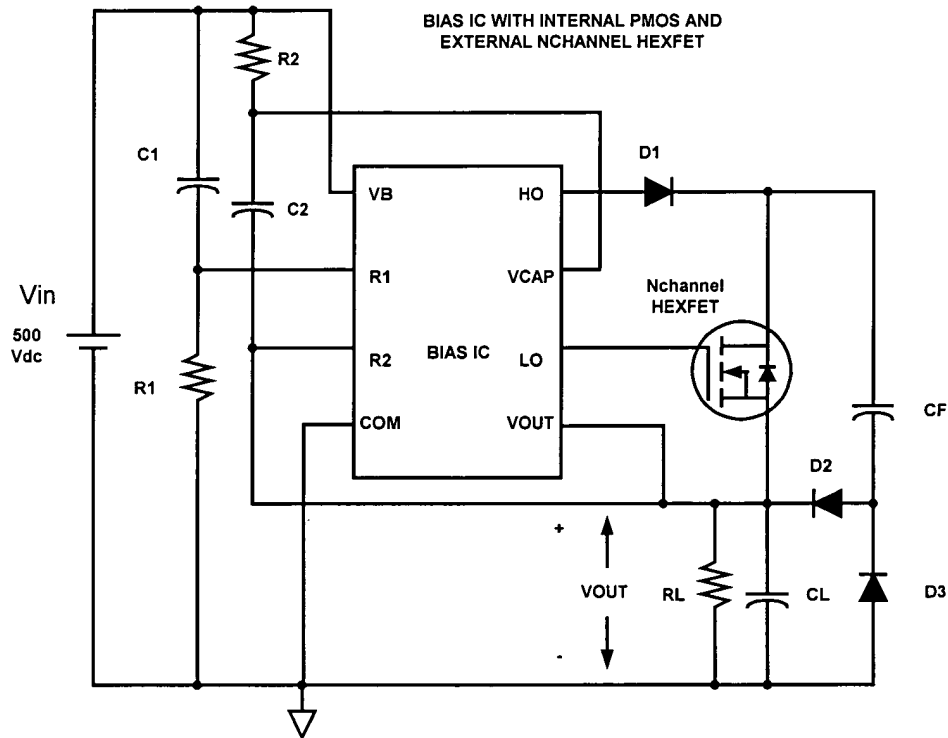 BIAS IC WITH INTERNAL PMOS AND
EXTERNAL NCHANNEL HEXFET
R2
C1
D1
C2
VB
HO
R1
VCAP
Nchannel
HEXFET
Vin
500
Vdc
R1
R2
BIAS IC
LO
COM
VOUT
CF
D2
+
VOUT
-
RL
CL
D3